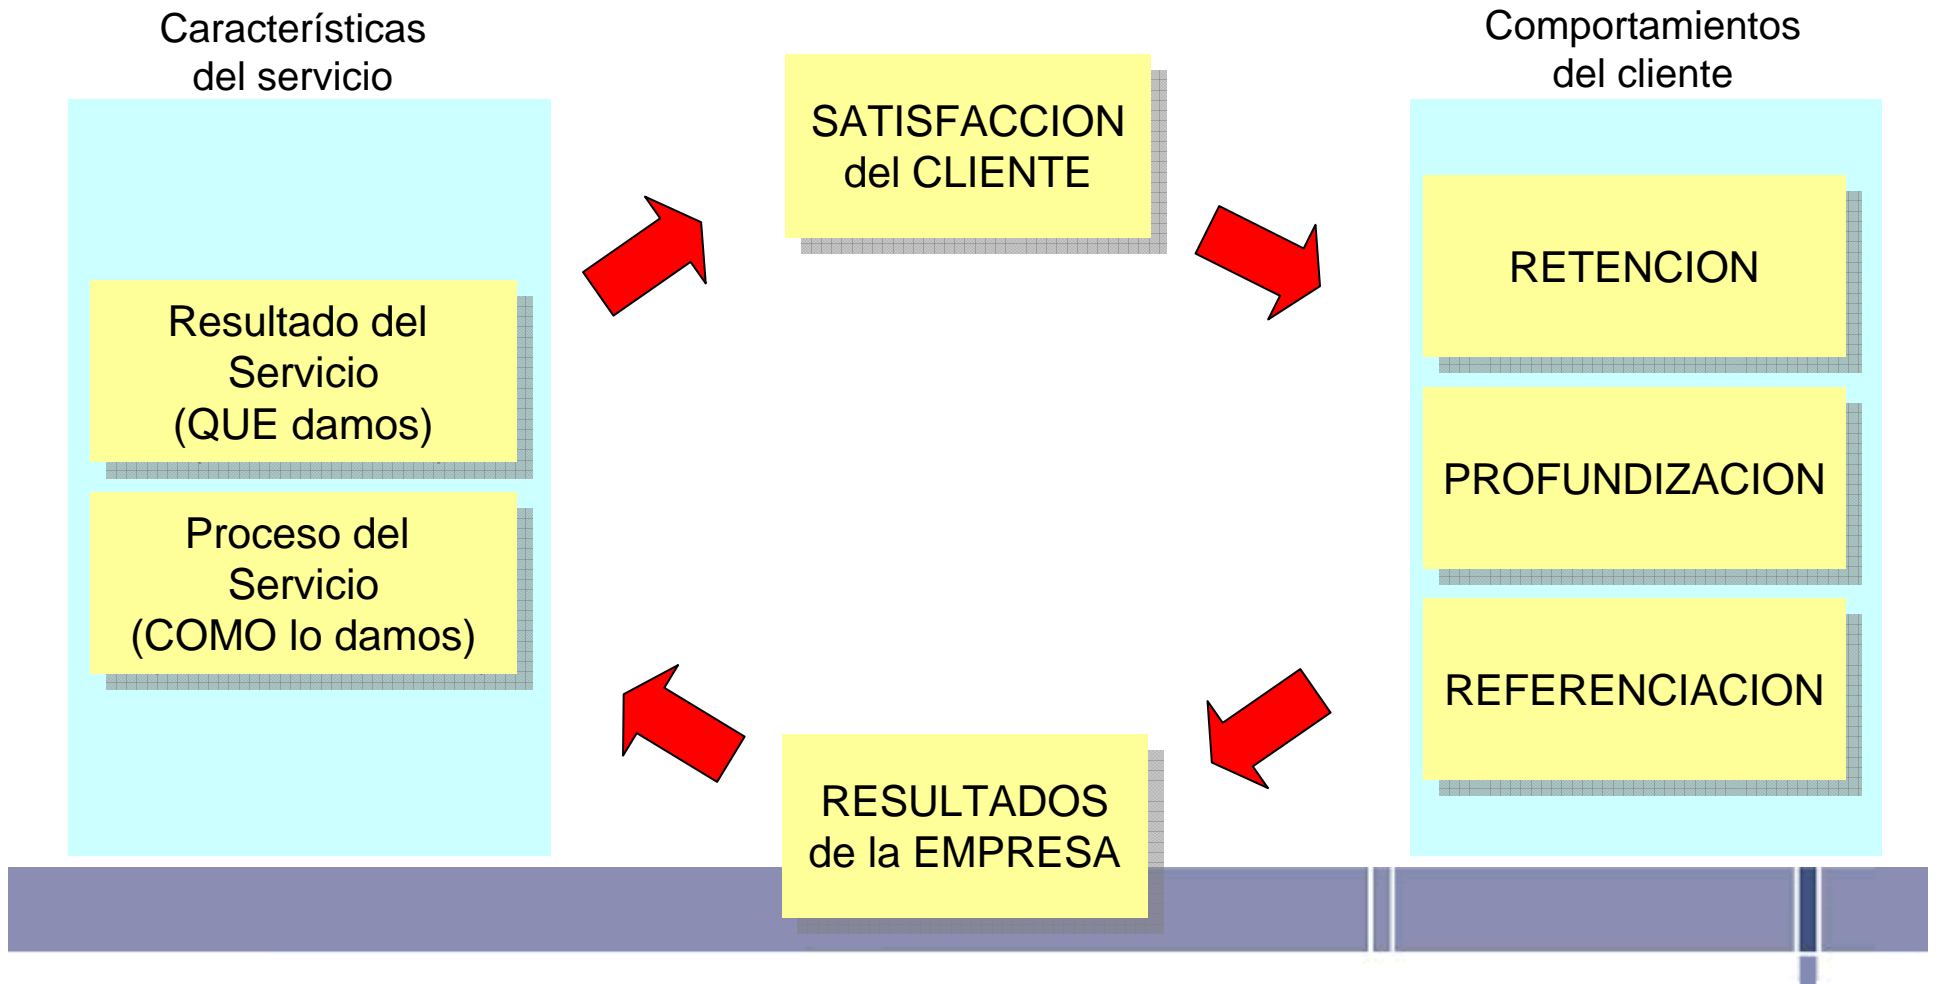 Características
del servicio
Resultado del
Servicio
(QUE damos)
Proceso del
Servicio
(COMO lo damos)
SATISFACCION
del CLIENTE
Comportamientos
del cliente
RETENCION
PROFUNDIZACION
REFERENCIACION
RESULTADOS
de la EMPRESA